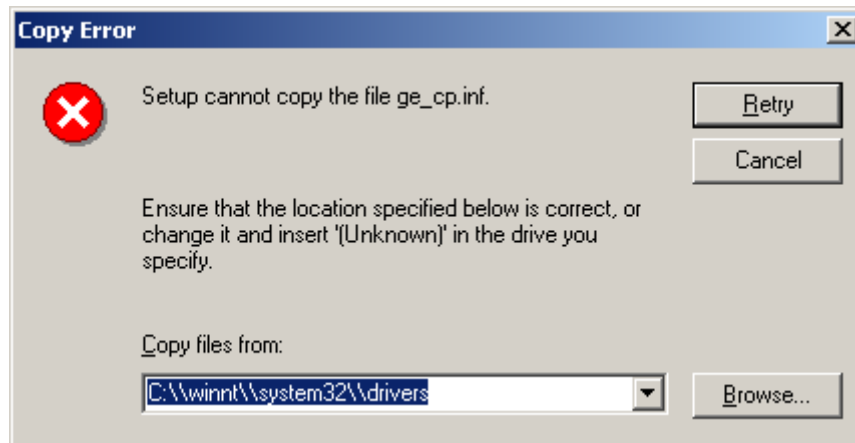 Copy Error
Setup cannot copy the file ge_cp.inf.
Retry
Cancel
Ensure that the location specified below is correct, or
change it and insert '(Unknown)' in the drive you
specify.
Copy files from:
C:\\winnt\\system32\\drivers
Browse...